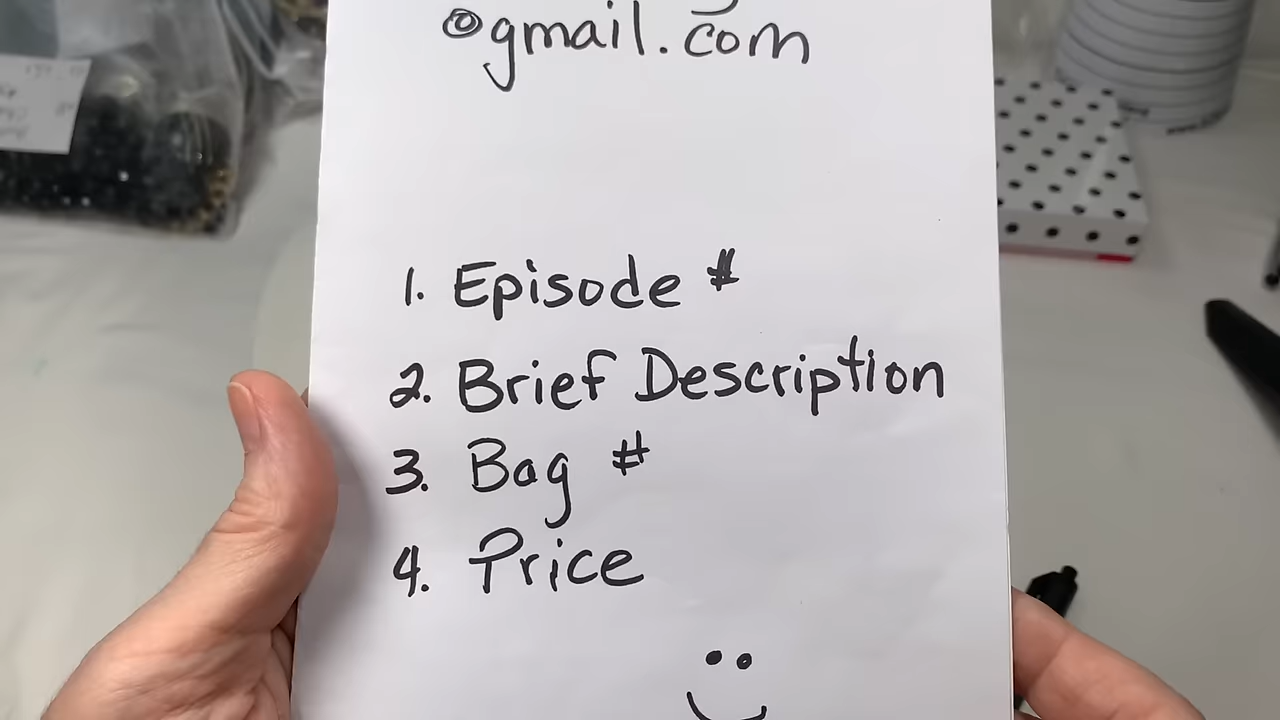 @gmail.com
1. Episode #
2. Brief Description
3. Bag #
4. Price